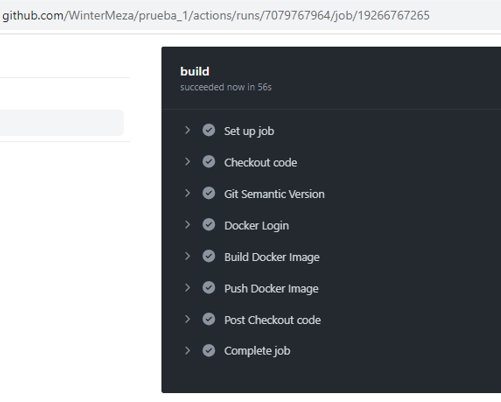 github.com/WinterMeza/prueba_1/actions/runs/7079767964/job/19266767265
build
succeeded now in 56s
Set up job
Checkout code
Git Semantic Version
Docker Login
Build Docker Image
Push Docker Image
Post Checkout code
Complete job